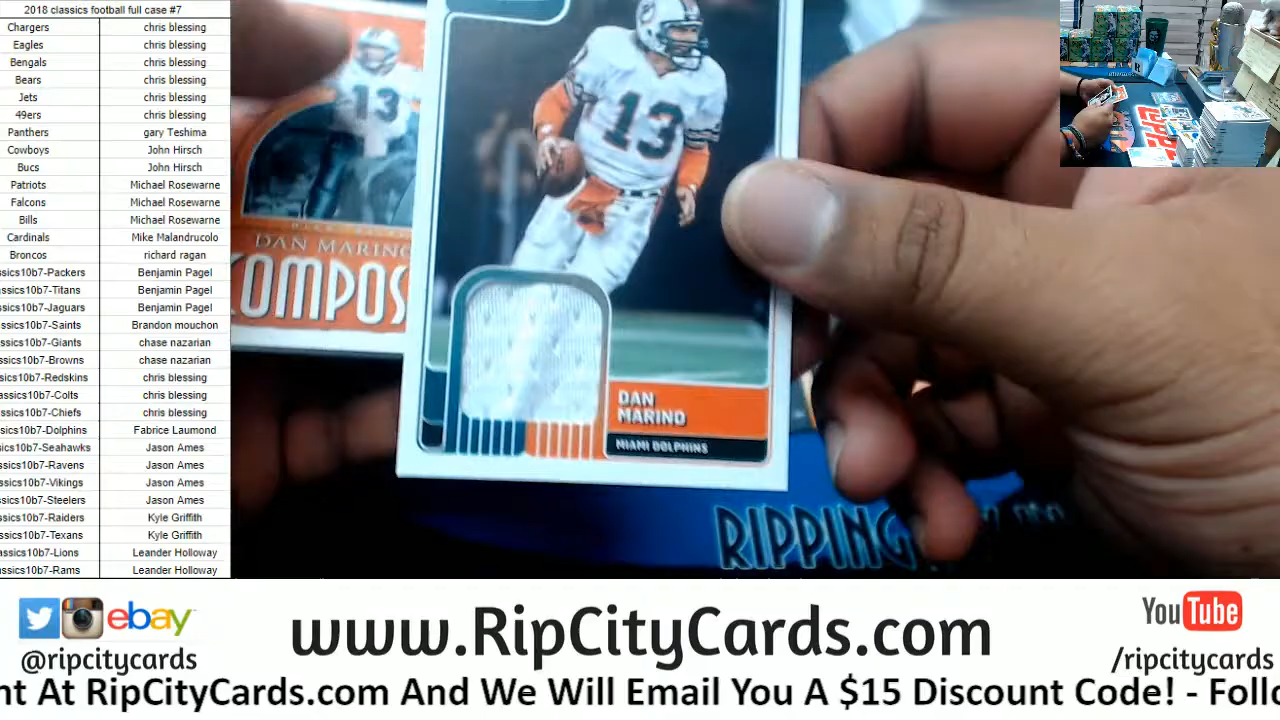 2018 classics football full case #7
Chargers chris blessing
Eagles chris blessing
Bengals chris blessing
Bears chris blessing
Jets chris blessing
49ers chris blessing
Panthers gary Teshima
Cowboys John Hirsch
Bucs John Hirsch
Patriots Michael Rosewarne
Falcons Michael Rosewarne
Bills Michael Rosewarne
Cardinals Mike Malandrucolo
Broncos richard ragan
ssics10b7-Packers Benjamin Pagel
ssics10b7-Titans Benjamin Pagel
ssics10b7-Jaguars Benjamin Pagel
ssics10b7-Saints Brandon mouchon
ssics10b7-Giants chase nazarian
ssics10b7-Browns chase nazarian
sics10b7-Redskins chris blessing
assics10b7-Colts chris blessing
ssics10b7-Chiefs chris blessing
ssics10b7-Dolphins Fabrice Laumond
sics10b7-Seahawks Jason Ames
ssics10b7-Ravens Jason Ames
ssics10b7-Vikings Jason Ames
ssics10b7-Steelers Jason Ames
ssics10b7-Raiders Kyle Griffith
ssics10b7-Texans Kyle Griffith
assics10b7-Lions Leander Holloway
ssics10b7-Rams Leander Holloway
13
DAN MARINO
COMPOS
13
DAN
MARINO
MIAMI DOLPHINS
RIPPING
ebay
@ripcitycards
www.RipCityCards.com
YouTube
/ripcitycards
nt At RipCityCards.com And We Will Email You A $15 Discount Code! - Follo